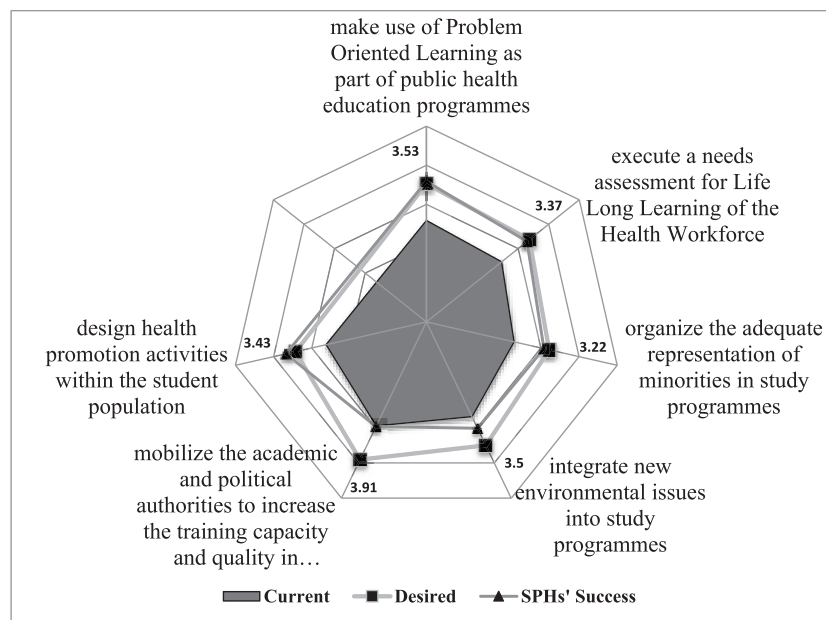 make use of Problem
Oriented Learning as
part of public health
education programmes
3.53
execute a needs
assessment for Life
Long Learning of the
Health Workforce
3.37
organize the adequate
representation of
minorities in study
programmes
3.22
integrate new
environmental issues
into study
programmes
3.5
mobilize the academic
and political
authorities to increase
the training capacity
and quality in…
3.91
design health
promotion activities
within the student
population
3.43
Current Desired SPHs' Success